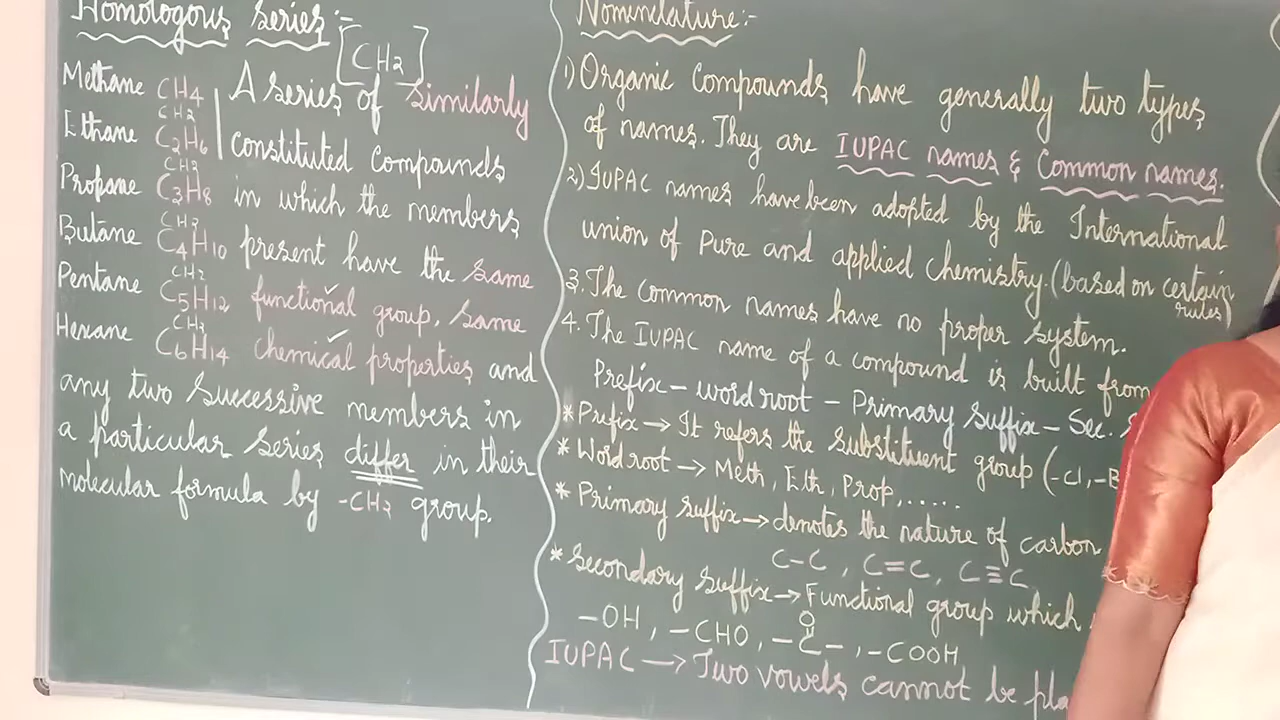 Homologous series:-
[CH2]
Methane CH4 | A series of similarly
CH2
Ethane C2H6 | constituted compounds
CH2
Propane C3H8 in which the members
CH2
Butane C4H10 present have the same
CH2
Pentane C5H12 functional group, same
CH2
Hexane C6H14 chemical properties and
any two successive members in
a particular series differ in their
molecular formula by -CH2 group.
Nomenclature:-
1) Organic compounds have generally two types
of names. They are IUPAC names & Common names.
2) IUPAC names have been adopted by the International
union of Pure and applied chemistry. (based on certain
rules)
3. The common names have no proper system.
4. The IUPAC name of a compound is built from
Prefix – word root – Primary suffix – Sec.
* Prefix → It refers the substituent group (-Cl, -B
* Word root → Meth, Eth, Prop, .....
* Primary suffix → denotes the nature of carbon
C-C, C=C, C≡C
* Secondary suffix → Functional group which
O
-OH, -CHO, -C-, -COOH
IUPAC → Two vowels cannot be pla